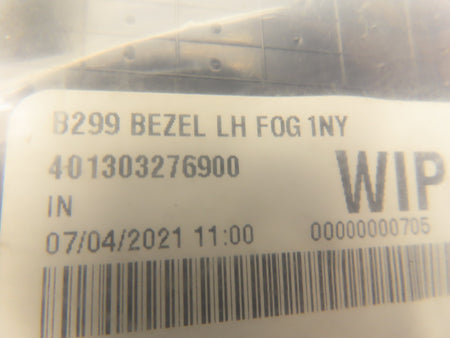 B299 BEZEL LH FOG 1NY
401303276900
WIP
IN
07/04/2021 11:00
00000000705